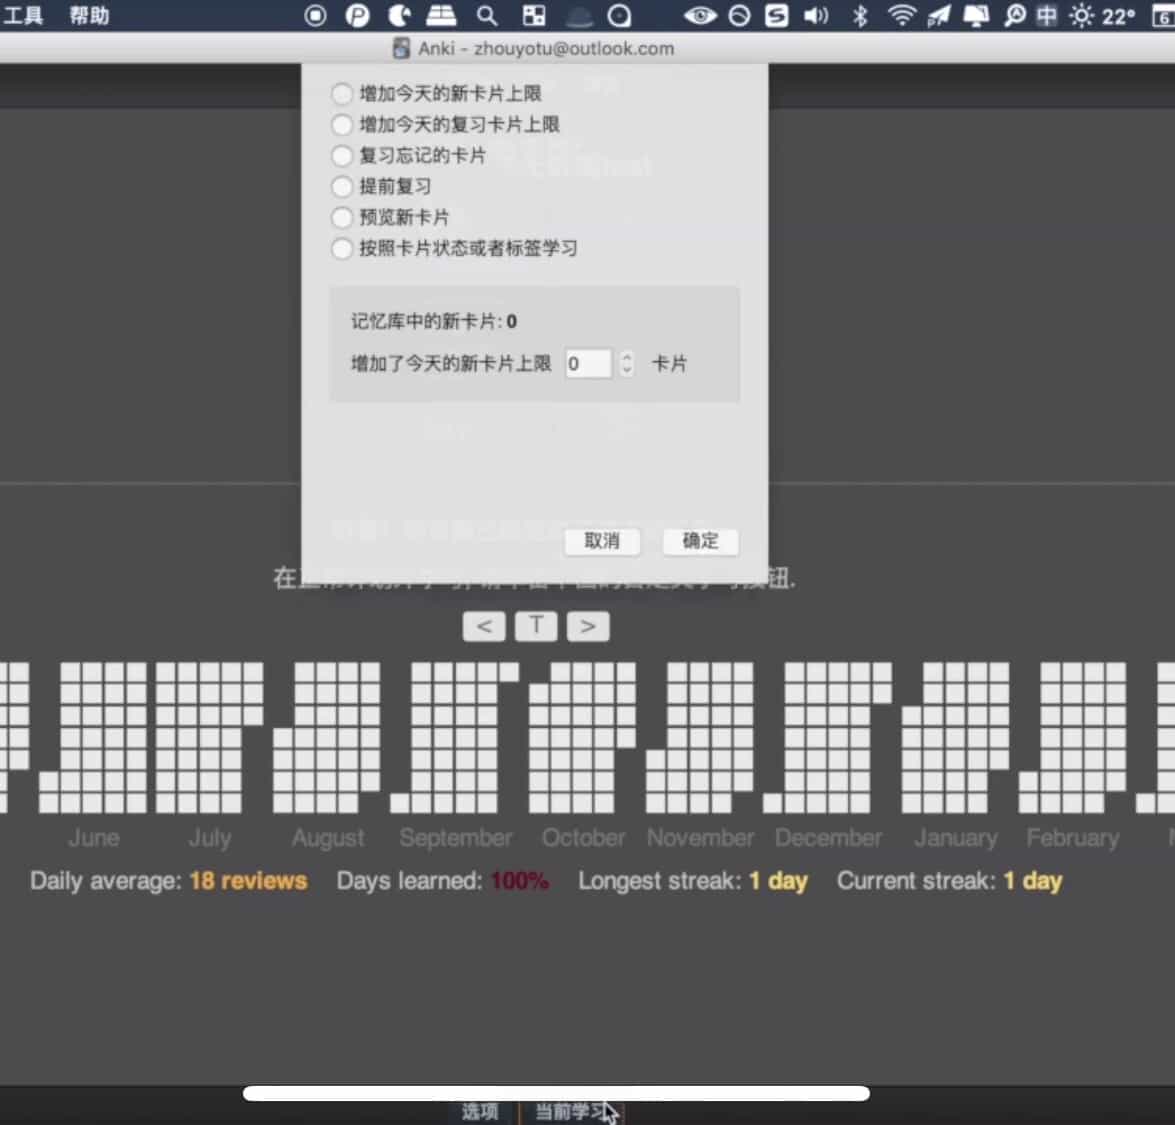 工具 帮助 中 22° 6
Anki - zhouyotu@outlook.com
增加今天的新卡片上限
增加今天的复习卡片上限
复习忘记的卡片
提前复习
预览新卡片
按照卡片状态或者标签学习
记忆库中的新卡片: 0
增加了今天的新卡片上限 0 卡片
取消 确定
< T >
June July August September October November December January February
Daily average: 18 reviews Days learned: 100% Longest streak: 1 day Current streak: 1 day
选项 当前学习